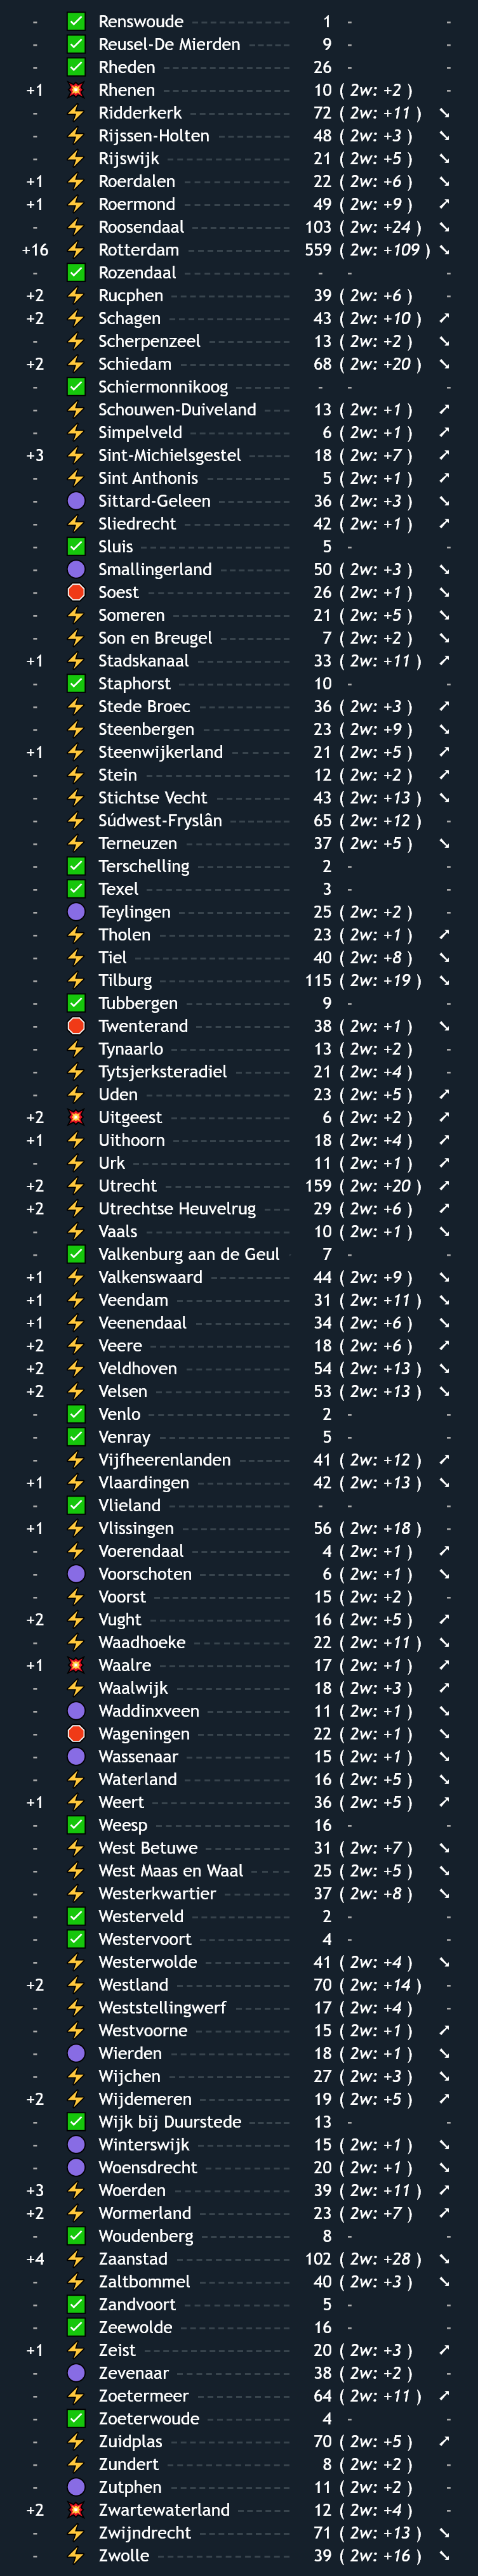 - ✅ Renswoude 1 - -
- ✅ Reusel-De Mierden 9 - -
- ✅ Rheden 26 - -
+1 💥 Rhenen 10 ( 2w: +2 ) -
- ⚡ Ridderkerk 72 ( 2w: +11 ) ↘
- ⚡ Rijssen-Holten 48 ( 2w: +3 ) ↘
- ⚡ Rijswijk 21 ( 2w: +5 ) ↘
+1 ⚡ Roerdalen 22 ( 2w: +6 ) ↘
+1 ⚡ Roermond 49 ( 2w: +9 ) ↗
- ⚡ Roosendaal 103 ( 2w: +24 ) ↘
+16 ⚡ Rotterdam 559 ( 2w: +109 ) ↘
- ✅ Rozendaal - - -
+2 ⚡ Rucphen 39 ( 2w: +6 ) -
+2 ⚡ Schagen 43 ( 2w: +10 ) ↗
- ⚡ Scherpenzeel 13 ( 2w: +2 ) ↘
+2 ⚡ Schiedam 68 ( 2w: +20 ) ↘
- ✅ Schiermonnikoog - - -
- ⚡ Schouwen-Duiveland 13 ( 2w: +1 ) ↗
- ⚡ Simpelveld 6 ( 2w: +1 ) ↗
+3 ⚡ Sint-Michielsgestel 18 ( 2w: +7 ) ↗
- ⚡ Sint Anthonis 5 ( 2w: +1 ) ↗
- 🟣 Sittard-Geleen 36 ( 2w: +3 ) ↘
- ⚡ Sliedrecht 42 ( 2w: +1 ) ↗
- ✅ Sluis 5 - -
- 🟣 Smallingerland 50 ( 2w: +3 ) ↘
- 🛑 Soest 26 ( 2w: +1 ) ↘
- ⚡ Someren 21 ( 2w: +5 ) ↘
- ⚡ Son en Breugel 7 ( 2w: +2 ) ↘
+1 ⚡ Stadskanaal 33 ( 2w: +11 ) ↗
- ✅ Staphorst 10 - -
- ⚡ Stede Broec 36 ( 2w: +3 ) ↗
- ⚡ Steenbergen 23 ( 2w: +9 ) ↘
+1 ⚡ Steenwijkerland 21 ( 2w: +5 ) ↗
- ⚡ Stein 12 ( 2w: +2 ) ↗
- ⚡ Stichtse Vecht 43 ( 2w: +13 ) ↘
- ⚡ Súdwest-Fryslân 65 ( 2w: +12 ) -
- ⚡ Terneuzen 37 ( 2w: +5 ) ↘
- ✅ Terschelling 2 - -
- ✅ Texel 3 - -
- 🟣 Teylingen 25 ( 2w: +2 ) -
- ⚡ Tholen 23 ( 2w: +1 ) ↗
- ⚡ Tiel 40 ( 2w: +8 ) ↘
- ⚡ Tilburg 115 ( 2w: +19 ) ↘
- ✅ Tubbergen 9 - -
- 🛑 Twenterand 38 ( 2w: +1 ) ↘
- ⚡ Tynaarlo 13 ( 2w: +2 ) -
- ⚡ Tytsjerksteradiel 21 ( 2w: +4 ) -
- ⚡ Uden 23 ( 2w: +5 ) ↗
+2 💥 Uitgeest 6 ( 2w: +2 ) ↗
+1 ⚡ Uithoorn 18 ( 2w: +4 ) ↗
- ⚡ Urk 11 ( 2w: +1 ) ↗
+2 ⚡ Utrecht 159 ( 2w: +20 ) ↗
+2 ⚡ Utrechtse Heuvelrug 29 ( 2w: +6 ) ↗
- ⚡ Vaals 10 ( 2w: +1 ) ↘
- ✅ Valkenburg aan de Geul 7 - -
+1 ⚡ Valkenswaard 44 ( 2w: +9 ) ↘
+1 ⚡ Veendam 31 ( 2w: +11 ) ↘
+1 ⚡ Veenendaal 34 ( 2w: +6 ) ↘
+2 ⚡ Veere 18 ( 2w: +6 ) ↗
+2 ⚡ Veldhoven 54 ( 2w: +13 ) ↘
+2 ⚡ Velsen 53 ( 2w: +13 ) ↘
- ✅ Venlo 2 - -
- ✅ Venray 5 - -
- ⚡ Vijfheerenlanden 41 ( 2w: +12 ) ↗
+1 ⚡ Vlaardingen 42 ( 2w: +13 ) ↘
- ✅ Vlieland - - -
+1 ⚡ Vlissingen 56 ( 2w: +18 ) -
- ⚡ Voerendaal 4 ( 2w: +1 ) ↗
- 🟣 Voorschoten 6 ( 2w: +1 ) ↘
- ⚡ Voorst 15 ( 2w: +2 ) -
+2 ⚡ Vught 16 ( 2w: +5 ) ↗
- ⚡ Waadhoeke 22 ( 2w: +11 ) ↘
+1 💥 Waalre 17 ( 2w: +1 ) ↗
- ⚡ Waalwijk 18 ( 2w: +3 ) ↗
- 🟣 Waddinxveen 11 ( 2w: +1 ) ↘
- 🛑 Wageningen 22 ( 2w: +1 ) ↘
- 🟣 Wassenaar 15 ( 2w: +1 ) ↘
- ⚡ Waterland 16 ( 2w: +5 ) ↘
+1 ⚡ Weert 36 ( 2w: +5 ) ↗
- ✅ Weesp 16 - -
- ⚡ West Betuwe 31 ( 2w: +7 ) ↘
- ⚡ West Maas en Waal 25 ( 2w: +5 ) ↘
- ⚡ Westerkwartier 37 ( 2w: +8 ) ↘
- ✅ Westerveld 2 - -
- ✅ Westervoort 4 - -
- ⚡ Westerwolde 41 ( 2w: +4 ) ↘
+2 ⚡ Westland 70 ( 2w: +14 ) -
- ⚡ Weststellingwerf 17 ( 2w: +4 ) -
- ⚡ Westvoorne 15 ( 2w: +1 ) ↗
- 🟣 Wierden 18 ( 2w: +1 ) ↘
- ⚡ Wijchen 27 ( 2w: +3 ) ↘
+2 ⚡ Wijdemeren 19 ( 2w: +5 ) ↗
- ✅ Wijk bij Duurstede 13 - -
- 🟣 Winterswijk 15 ( 2w: +1 ) ↘
- 🟣 Woensdrecht 20 ( 2w: +1 ) ↘
+3 ⚡ Woerden 39 ( 2w: +11 ) ↗
+2 ⚡ Wormerland 23 ( 2w: +7 ) ↗
- ✅ Woudenberg 8 - -
+4 ⚡ Zaanstad 102 ( 2w: +28 ) ↘
- ⚡ Zaltbommel 40 ( 2w: +3 ) ↘
- ✅ Zandvoort 5 - -
- ✅ Zeewolde 16 - -
+1 ⚡ Zeist 20 ( 2w: +3 ) ↗
- 🟣 Zevenaar 38 ( 2w: +2 ) -
- ⚡ Zoetermeer 64 ( 2w: +11 ) ↗
- ✅ Zoeterwoude 4 - -
- ⚡ Zuidplas 70 ( 2w: +5 ) ↗
- ⚡ Zundert 8 ( 2w: +2 ) -
- 🟣 Zutphen 11 ( 2w: +2 ) -
+2 💥 Zwartewaterland 12 ( 2w: +4 ) -
- ⚡ Zwijndrecht 71 ( 2w: +13 ) ↘
- ⚡ Zwolle 39 ( 2w: +16 ) ↘